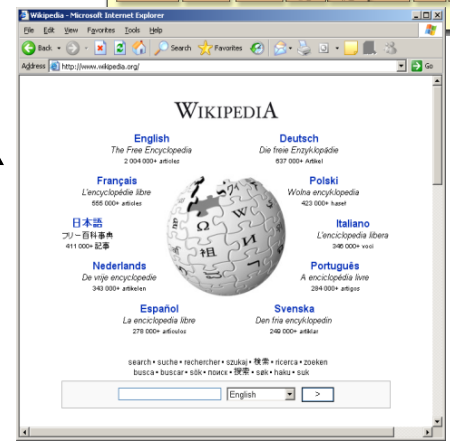 Wikipedia - Microsoft Internet Explorer
File Edit View Favorites Tools Help
Back Search Favorites
Address http://www.wikipedia.org/ Go
WIKIPEDIA
English
The Free Encyclopedia
2 004 000+ articles
Deutsch
Die freie Enzyklopädie
637 000+ Artikel
Français
L'encyclopédie libre
555 000+ articles
Polski
Wolna encyklopedia
423 000+ haseł
日本語
フリー百科事典
411 000+ 記事
Italiano
L'enciclopedia libera
346 000+ voci
Nederlands
De vrije encyclopedie
343 000+ artikelen
Português
A enciclopédia livre
284 000+ artigos
Español
La enciclopedia libre
278 000+ artículos
Svenska
Den fria encyklopedin
249 000+ artiklar
Ω W И 祖
search • suche • rechercher • szukaj • 検索 • ricerca • zoeken
busca • buscar • sök • поиск • 搜索 • søk • haku • suk
English >